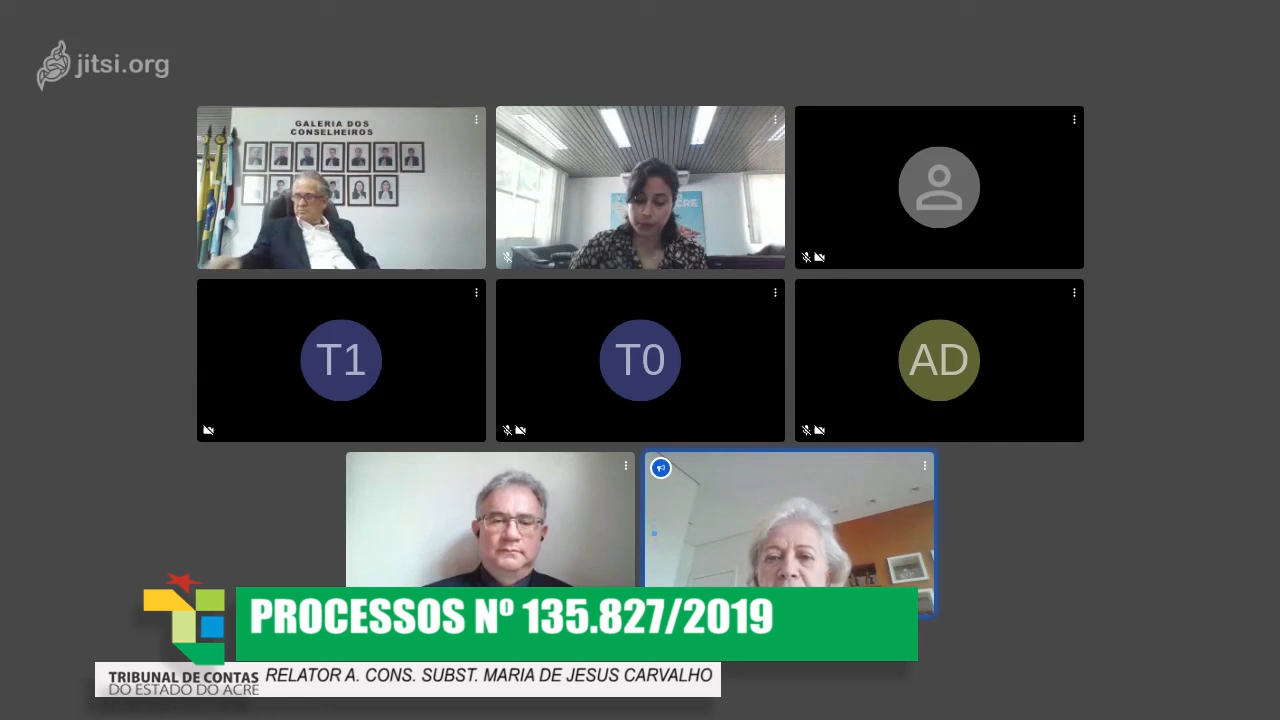 jitsi.org
GALERIA DOS
CONSELHEIROS
CRE
T1
T0
AD
PROCESSOS Nº 135.827/2019
TRIBUNAL DE CONTAS
DO ESTADO DO ACRE
RELATOR A. CONS. SUBST. MARIA DE JESUS CARVALHO